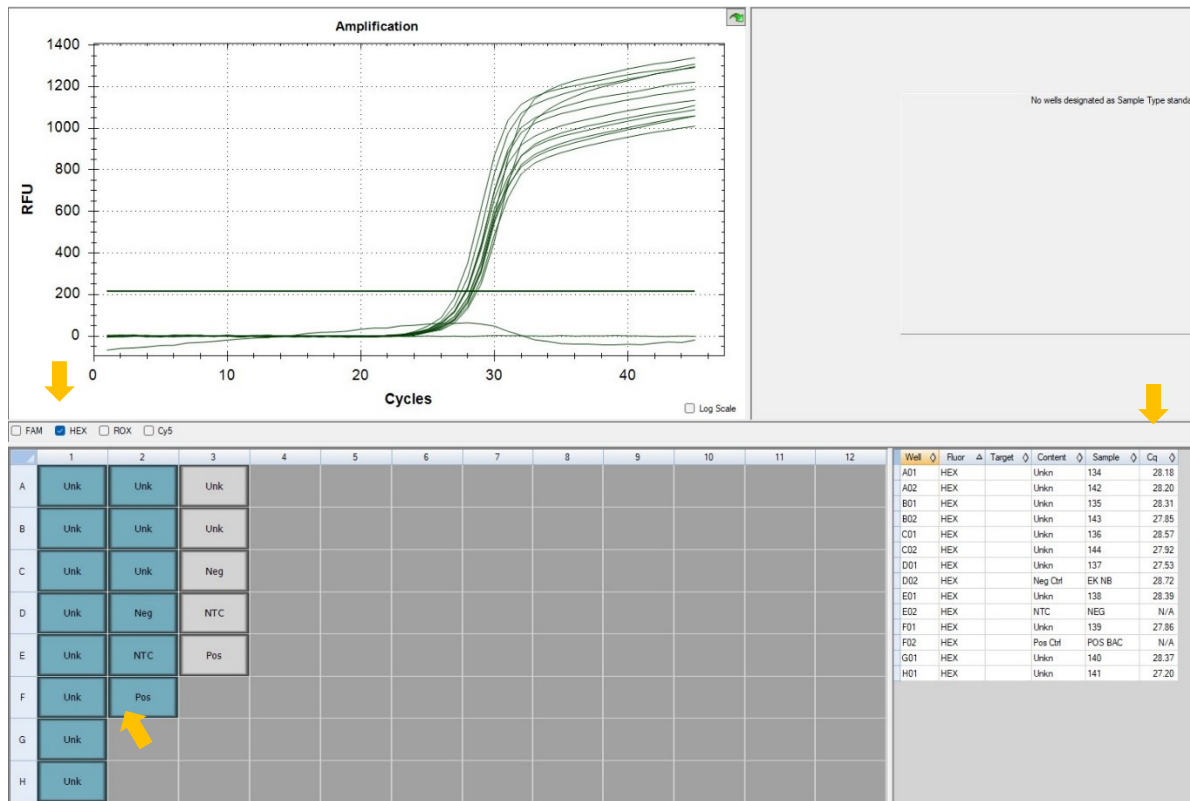 Amplification
1400
1200
1000
800
600
400
200
0
RFU
0 10 20 30 40
Cycles
Log Scale
No wells designated as Sample Type standa
FAM HEX ROX Cy5
1 2 3 4 5 6 7 8 9 10 11 12
A Unk Unk Unk
B Unk Unk Unk
C Unk Unk Neg
D Unk Neg NTC
E Unk NTC Pos
F Unk Pos
G Unk
H Unk
Well Fluor Target Content Sample Cq
A01 HEX Unkn 134 28.18
A02 HEX Unkn 142 28.20
B01 HEX Unkn 135 28.31
B02 HEX Unkn 143 27.85
C01 HEX Unkn 136 28.57
C02 HEX Unkn 144 27.92
D01 HEX Unkn 137 27.53
D02 HEX Neg Ctrl EK NB 28.72
E01 HEX Unkn 138 28.39
E02 HEX NTC NEG N/A
F01 HEX Unkn 139 27.86
F02 HEX Pos Ctrl POS BAC N/A
G01 HEX Unkn 140 28.37
H01 HEX Unkn 141 27.20